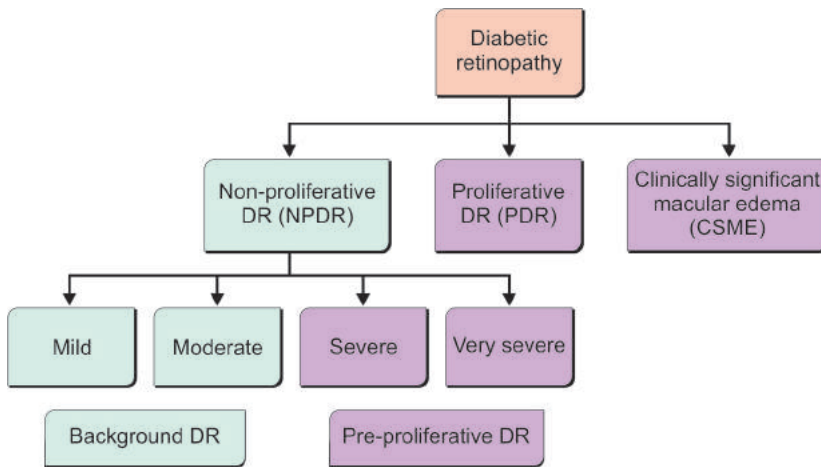 Diabetic
retinopathy
Non-proliferative
DR (NPDR)
Proliferative
DR (PDR)
Clinically significant
macular edema
(CSME)
Mild
Moderate
Severe
Very severe
Background DR
Pre-proliferative DR